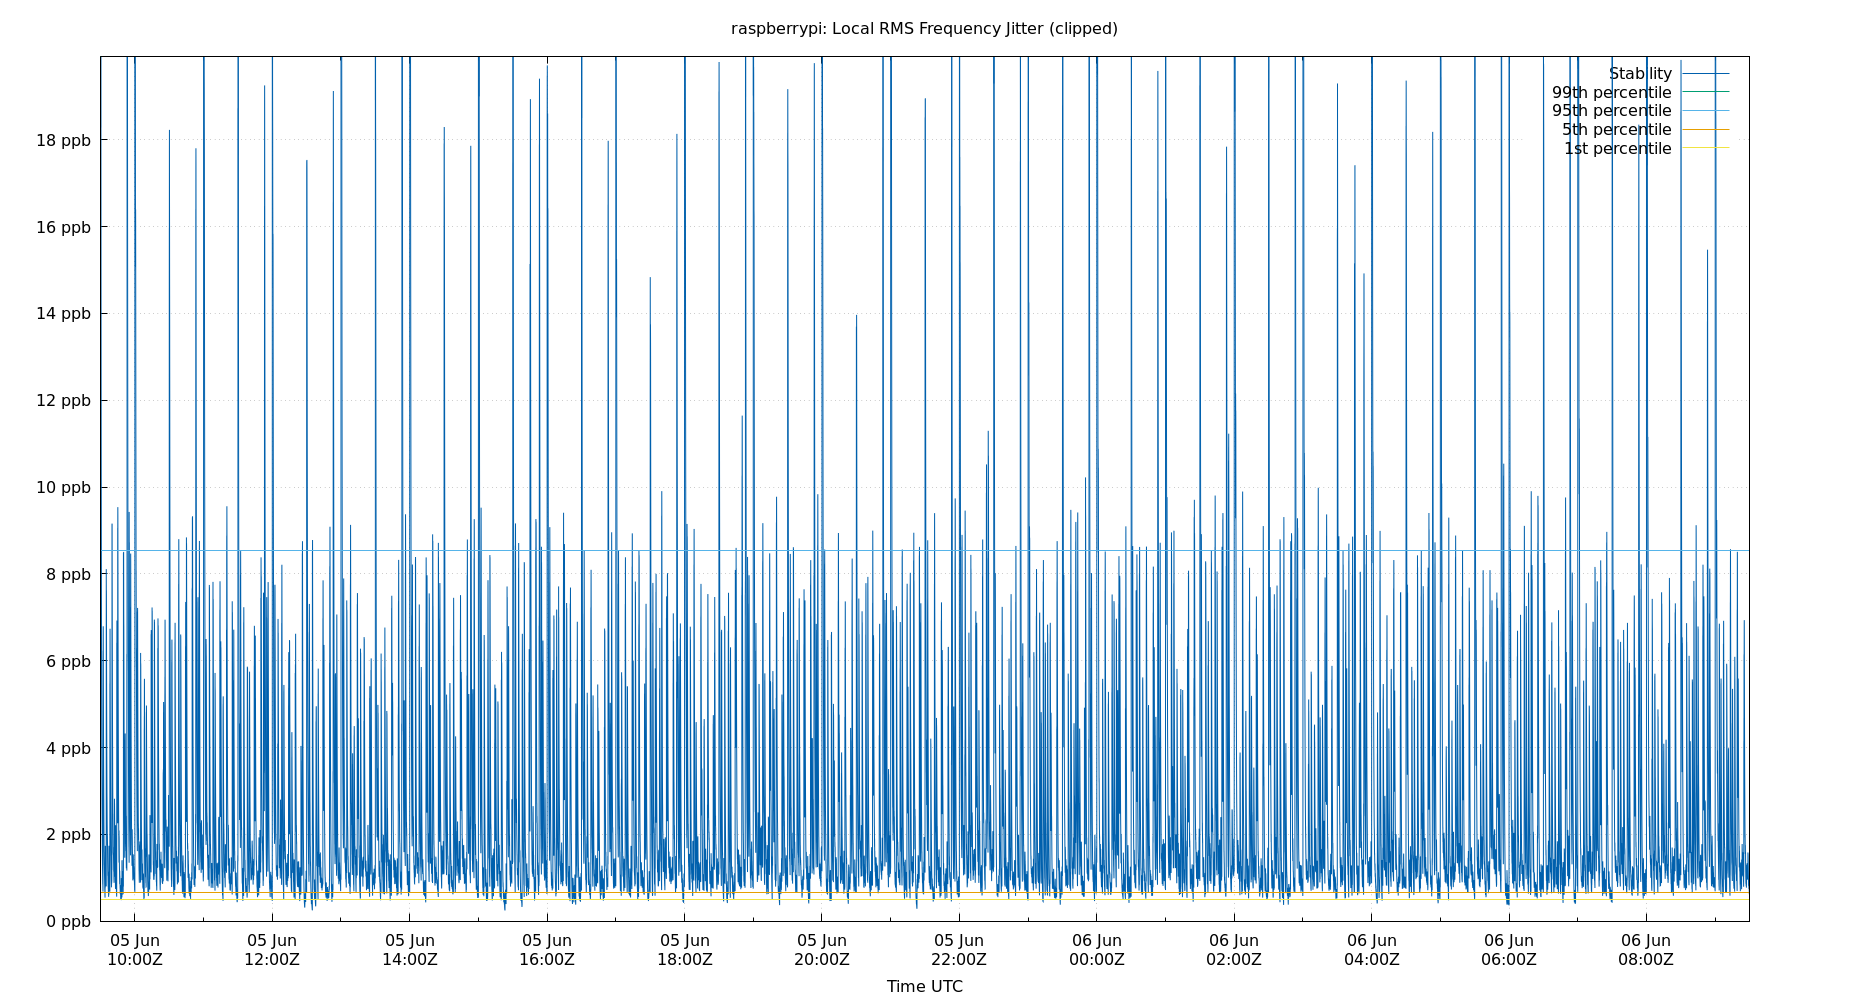 raspberrypi: Local RMS Frequency Jitter (clipped)
Stability
99th percentile
95th percentile
5th percentile
1st percentile
18 ppb
16 ppb
14 ppb
12 ppb
10 ppb
8 ppb
6 ppb
4 ppb
2 ppb
0 ppb
05 Jun 05 Jun 05 Jun 05 Jun 05 Jun 05 Jun 05 Jun 06 Jun 06 Jun 06 Jun 06 Jun 06 Jun
10:00Z 12:00Z 14:00Z 16:00Z 18:00Z 20:00Z 22:00Z 00:00Z 02:00Z 04:00Z 06:00Z 08:00Z
Time UTC